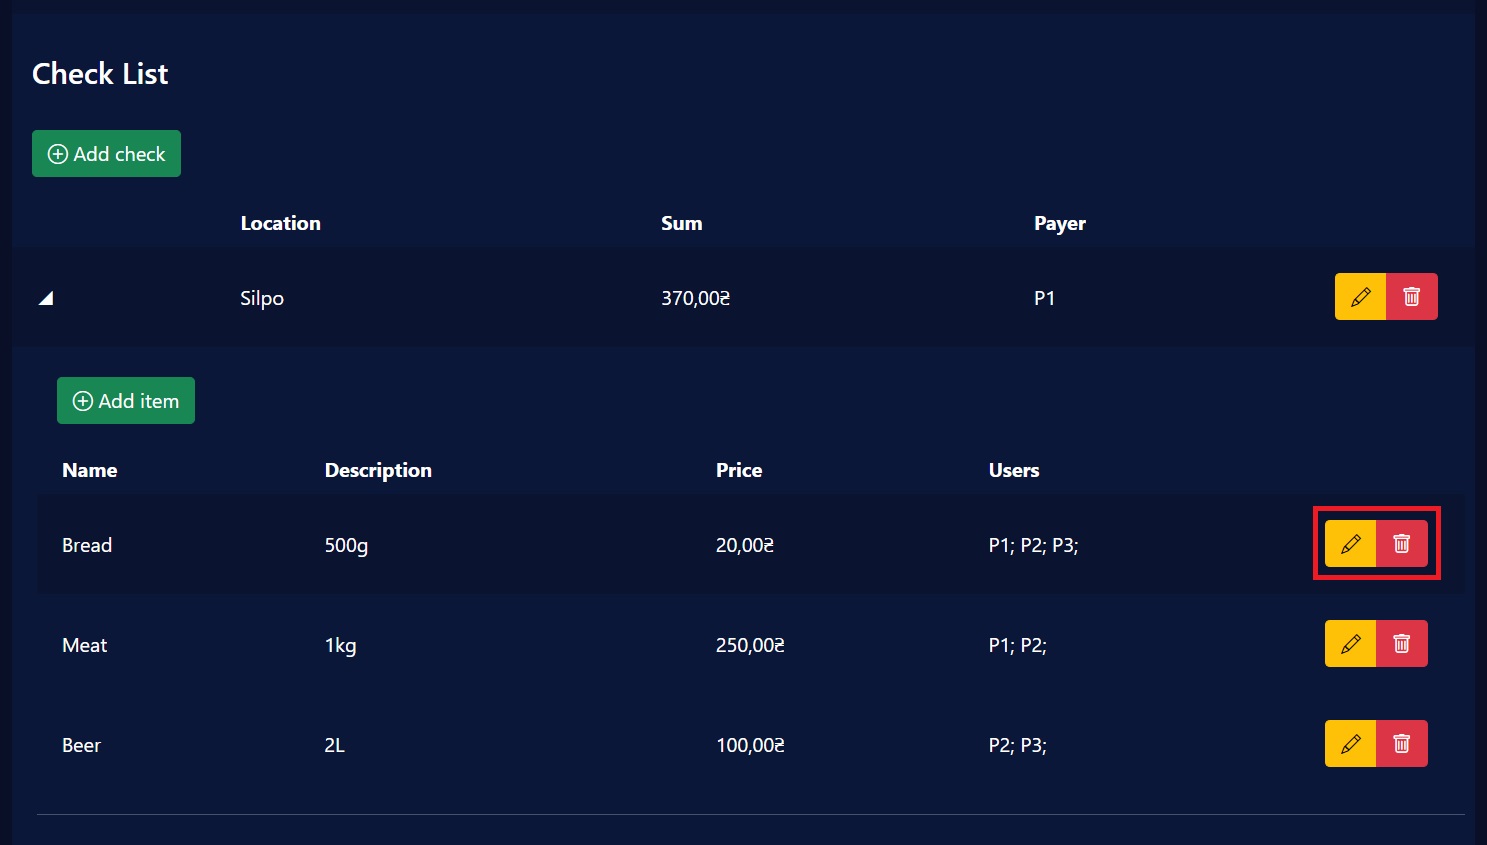 Check List
Add check
Location Sum Payer
Silpo 370,00₴ P1
Add item
Name Description Price Users
Bread 500g 20,00₴ P1; P2; P3;
Meat 1kg 250,00₴ P1; P2;
Beer 2L 100,00₴ P2; P3;